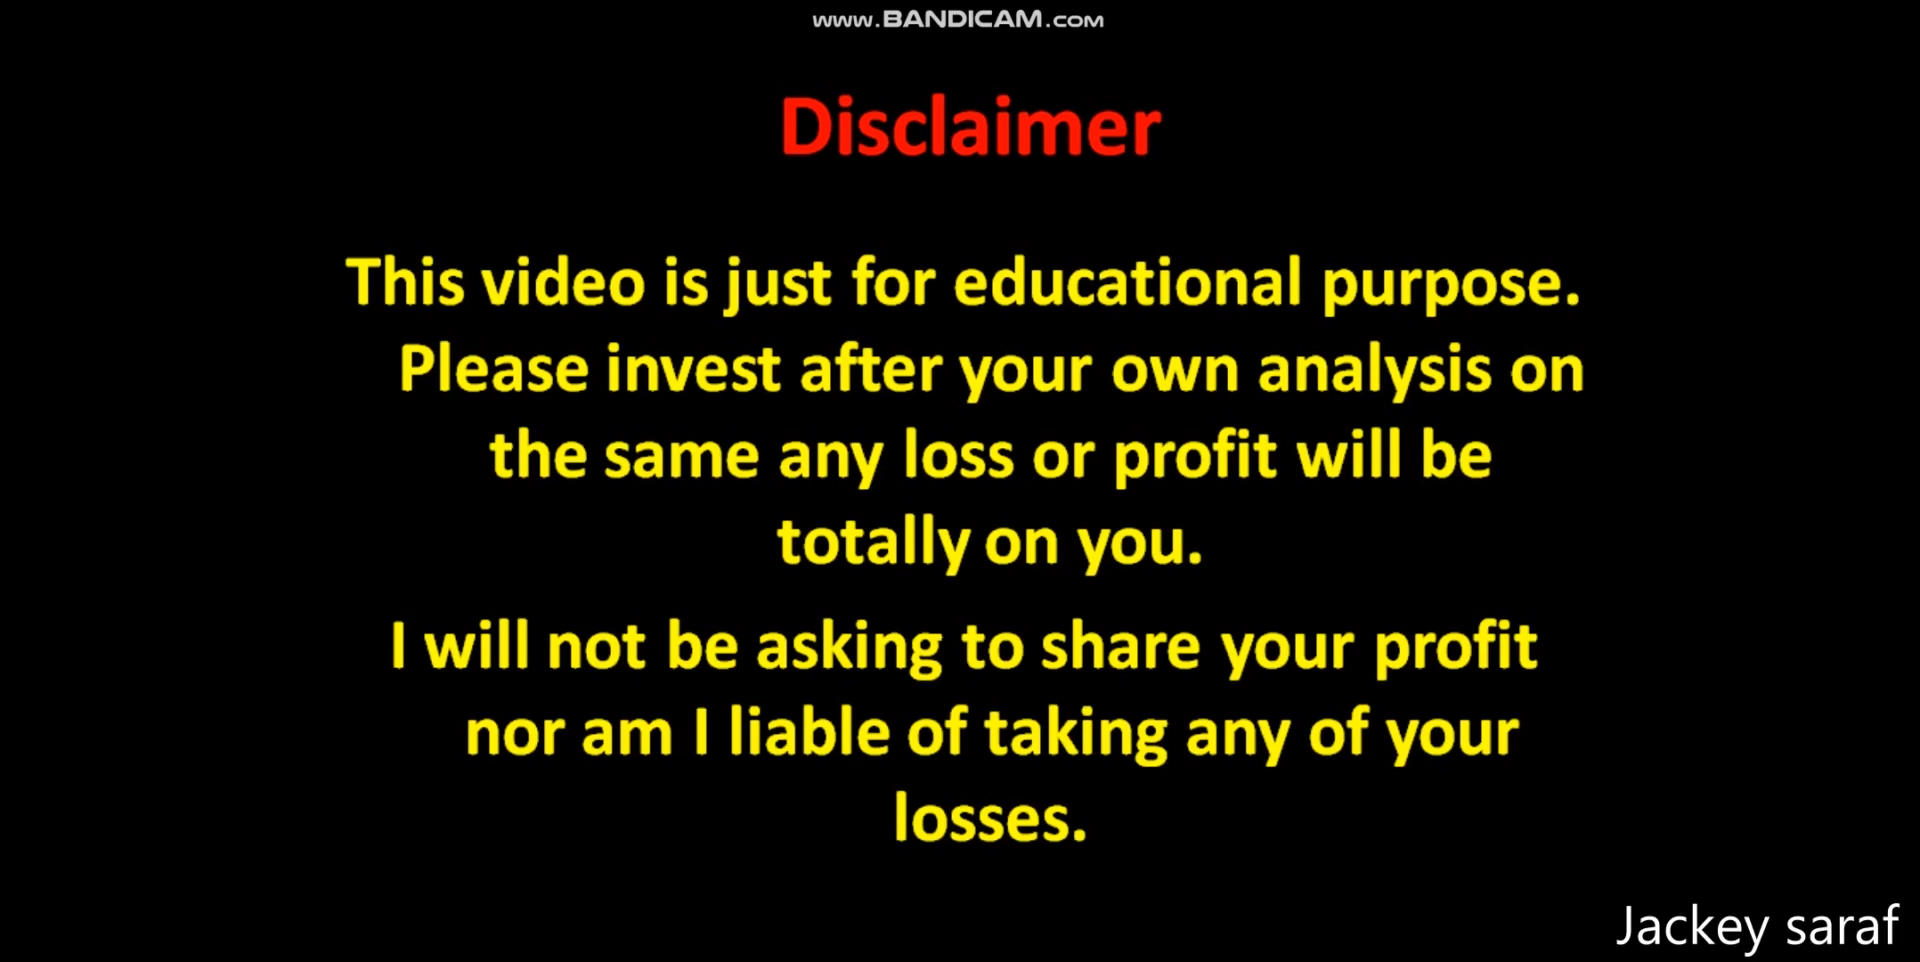 www.BANDICAM.com
Disclaimer
This video is just for educational purpose.
Please invest after your own analysis on
the same any loss or profit will be
totally on you.
I will not be asking to share your profit
nor am I liable of taking any of your
losses.
Jackey saraf